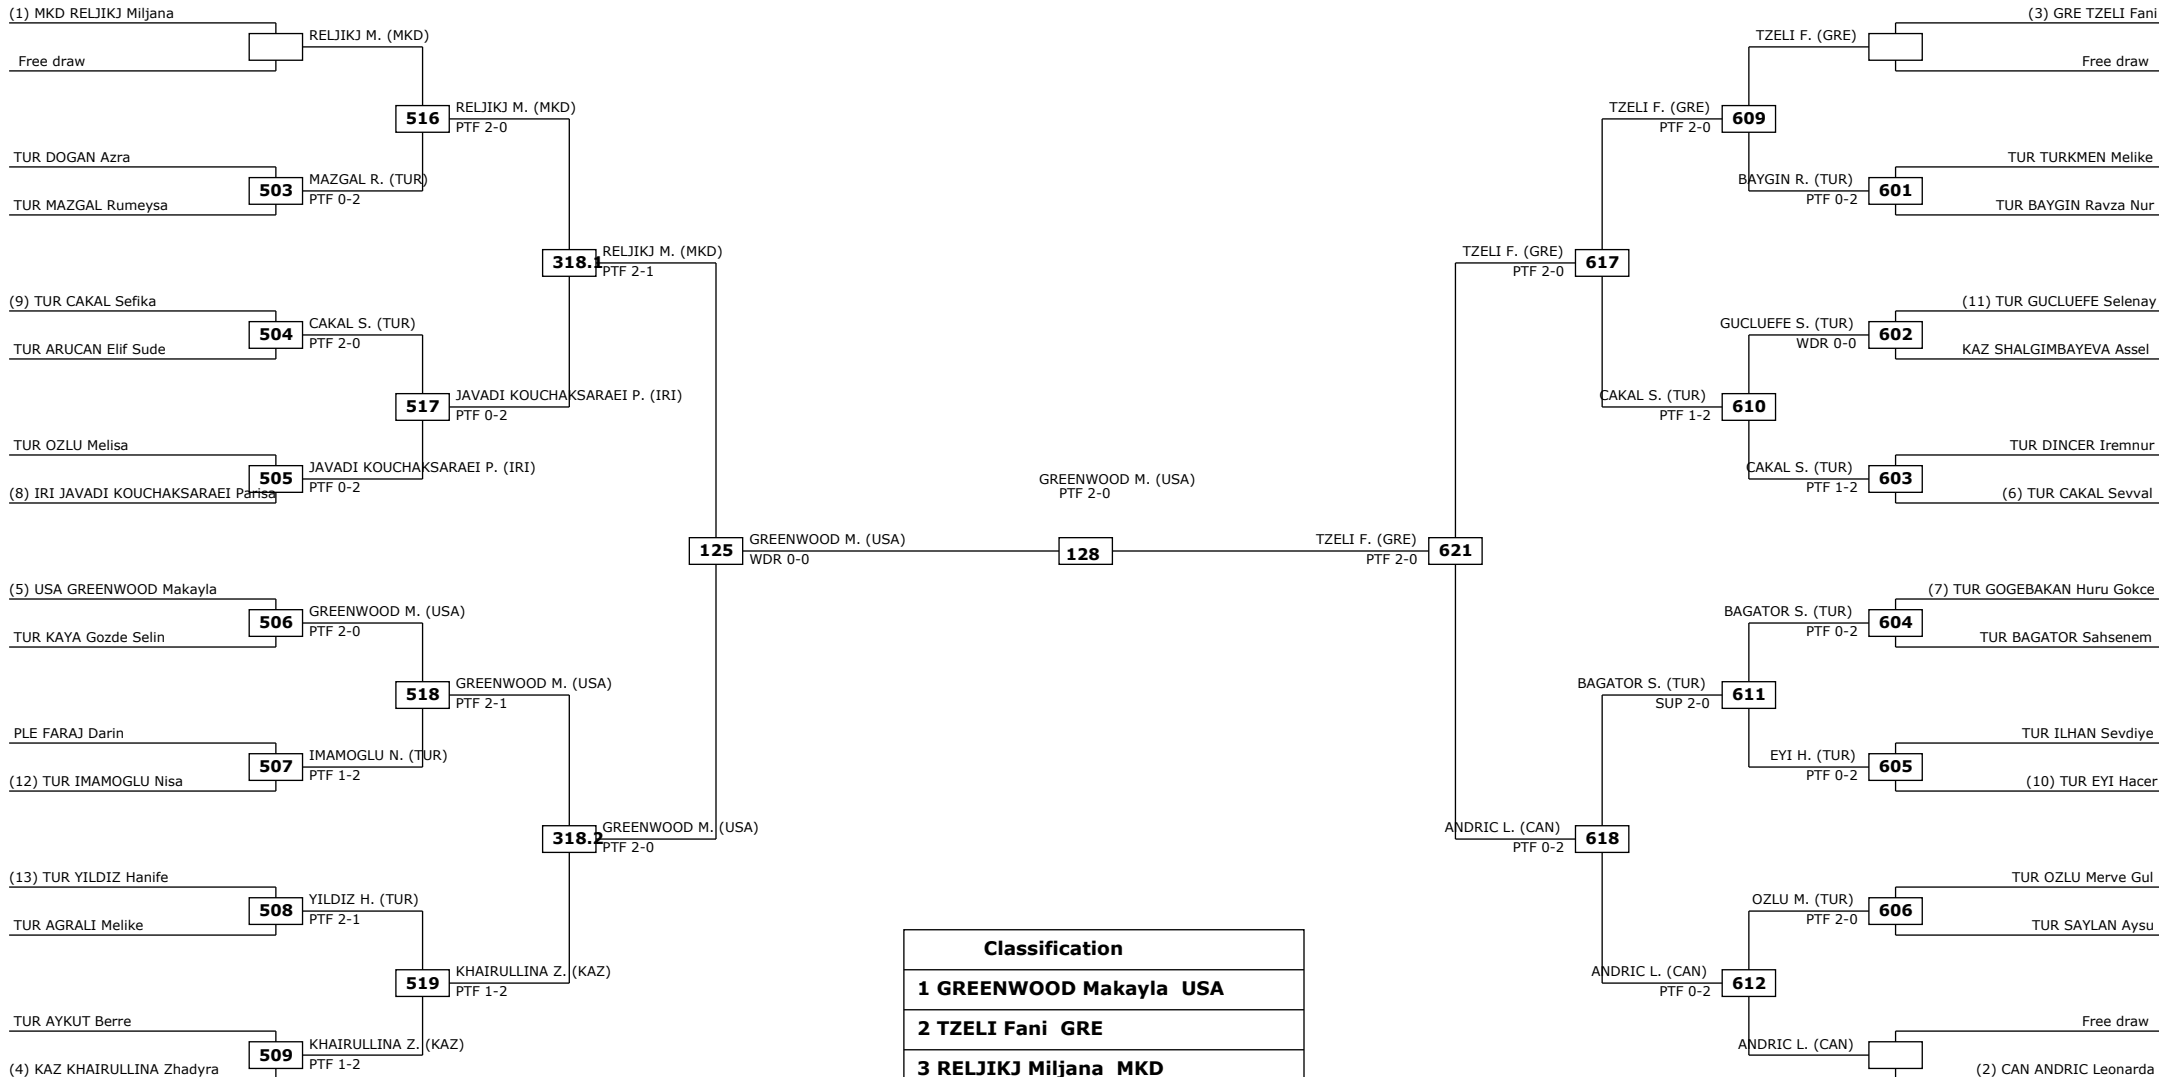 (1) MKD RELJIKJ Miljana
RELJIKJ M. (MKD)
Free draw
516
RELJIKJ M. (MKD)
PTF 2-0
TUR DOGAN Azra
503
MAZGAL R. (TUR)
PTF 0-2
TUR MAZGAL Rumeysa
318.1
RELJIKJ M. (MKD)
PTF 2-1
(9) TUR CAKAL Sefika
504
CAKAL S. (TUR)
PTF 2-0
TUR ARUCAN Elif Sude
517
JAVADI KOUCHAKSARAEI P. (IRI)
PTF 0-2
TUR OZLU Melisa
505
JAVADI KOUCHAKSARAEI P. (IRI)
PTF 0-2
(8) IRI JAVADI KOUCHAKSARAEI Parisa
125
GREENWOOD M. (USA)
WDR 0-0
(5) USA GREENWOOD Makayla
506
GREENWOOD M. (USA)
PTF 2-0
TUR KAYA Gozde Selin
518
GREENWOOD M. (USA)
PTF 2-1
PLE FARAJ Darin
507
IMAMOGLU N. (TUR)
PTF 1-2
(12) TUR IMAMOGLU Nisa
318.2
GREENWOOD M. (USA)
PTF 2-0
(13) TUR YILDIZ Hanife
508
YILDIZ H. (TUR)
PTF 2-1
TUR AGRALI Melike
519
KHAIRULLINA Z. (KAZ)
PTF 1-2
TUR AYKUT Berre
509
KHAIRULLINA Z. (KAZ)
PTF 1-2
(4) KAZ KHAIRULLINA Zhadyra
GREENWOOD M. (USA)
PTF 2-0
128
Classification
1 GREENWOOD Makayla USA
2 TZELI Fani GRE
3 RELJIKJ Miljana MKD
(3) GRE TZELI Fani
TZELI F. (GRE)
Free draw
TZELI F. (GRE)
PTF 2-0
609
TUR TURKMEN Melike
BAYGIN R. (TUR)
PTF 0-2
601
TUR BAYGIN Ravza Nur
TZELI F. (GRE)
PTF 2-0
617
(11) TUR GUCLUEFE Selenay
GUCLUEFE S. (TUR)
WDR 0-0
602
KAZ SHALGIMBAYEVA Assel
CAKAL S. (TUR)
PTF 1-2
610
TUR DINCER Iremnur
CAKAL S. (TUR)
PTF 1-2
603
(6) TUR CAKAL Sevval
TZELI F. (GRE)
PTF 2-0
621
(7) TUR GOGEBAKAN Huru Gokce
BAGATOR S. (TUR)
PTF 0-2
604
TUR BAGATOR Sahsenem
BAGATOR S. (TUR)
SUP 2-0
611
TUR ILHAN Sevdiye
EYI H. (TUR)
PTF 0-2
605
(10) TUR EYI Hacer
ANDRIC L. (CAN)
PTF 0-2
618
TUR OZLU Merve Gul
OZLU M. (TUR)
PTF 2-0
606
TUR SAYLAN Aysu
ANDRIC L. (CAN)
PTF 0-2
612
Free draw
ANDRIC L. (CAN)
(2) CAN ANDRIC Leonarda